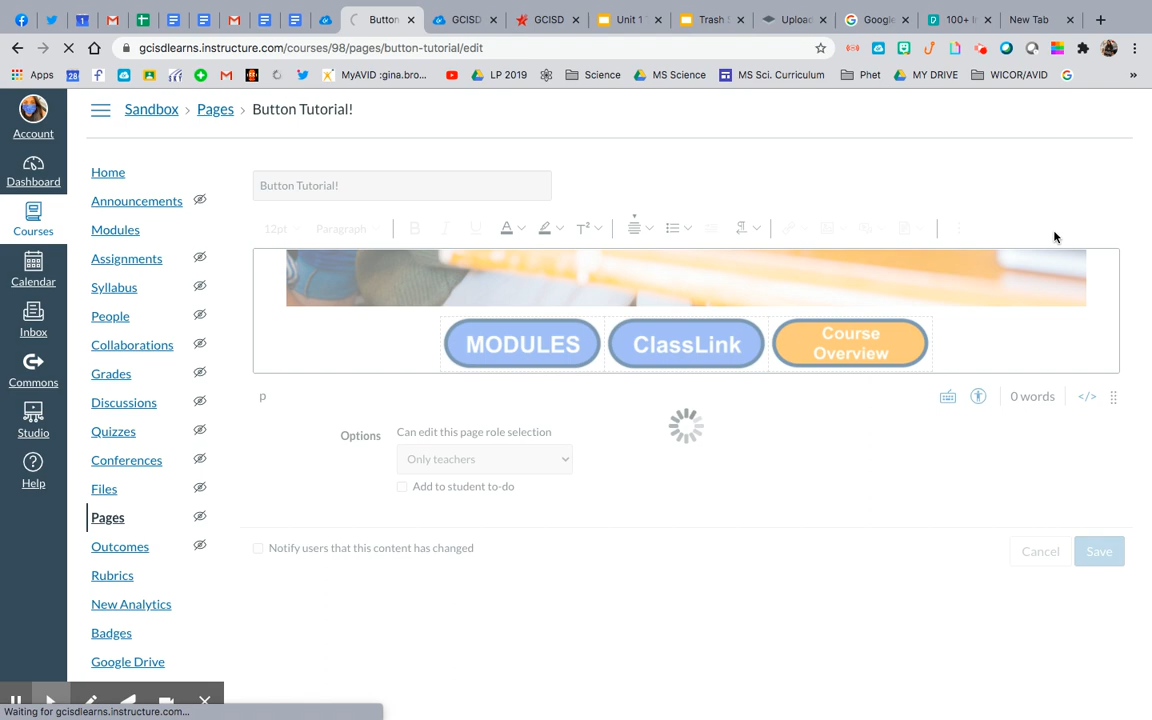 Button
GCISD
GCISD
Unit 1
Trash
Uploa
Google
100+ I
New Tab
gcisdlearns.instructure.com/courses/98/pages/button-tutorial/edit
Apps
MyAVID :gina.bro...
LP 2019
Science
MS Science
MS Sci. Curriculum
Phet
MY DRIVE
WICOR/AVID
»
Sandbox › Pages › Button Tutorial!
Account
Dashboard
Courses
Calendar
Inbox
Commons
Studio
Help
Home
Announcements
Modules
Assignments
Syllabus
People
Collaborations
Grades
Discussions
Quizzes
Conferences
Files
Pages
Outcomes
Rubrics
New Analytics
Badges
Google Drive
Button Tutorial!
12pt
Paragraph
B I U A T²
MODULES
ClassLink
Course
Overview
p
0 words
</>
Options
Can edit this page role selection
Only teachers
Add to student to-do
Notify users that this content has changed
Cancel
Save
Waiting for gcisdlearns.instructure.com...